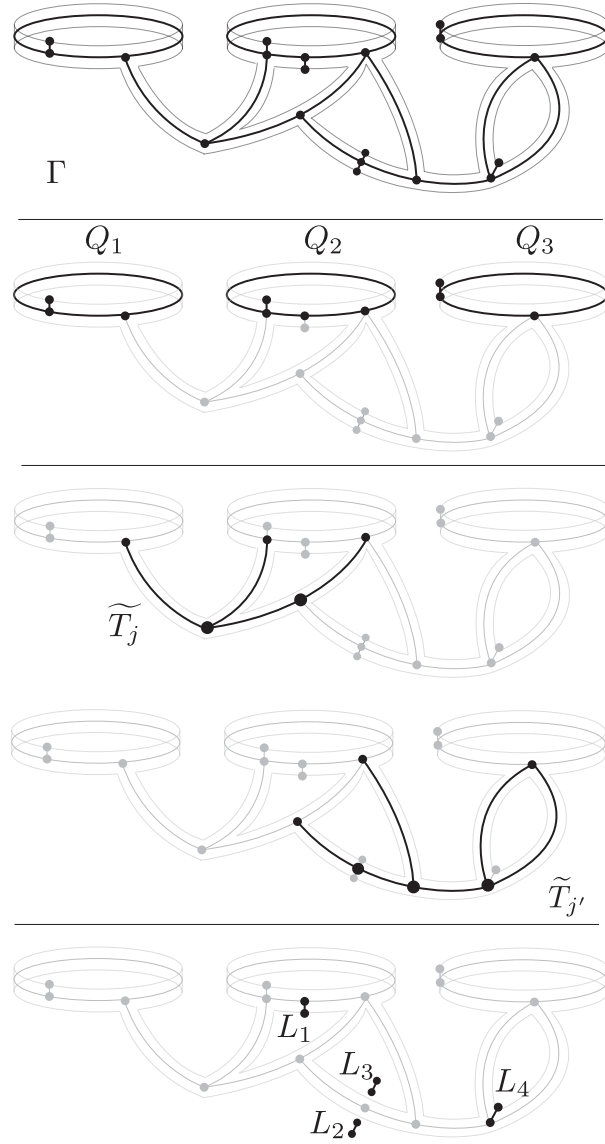 Γ
Q₁ Q₂ Q₃
T̃ⱼ
T̃ⱼ′
L₁
L₃ L₄
L₂